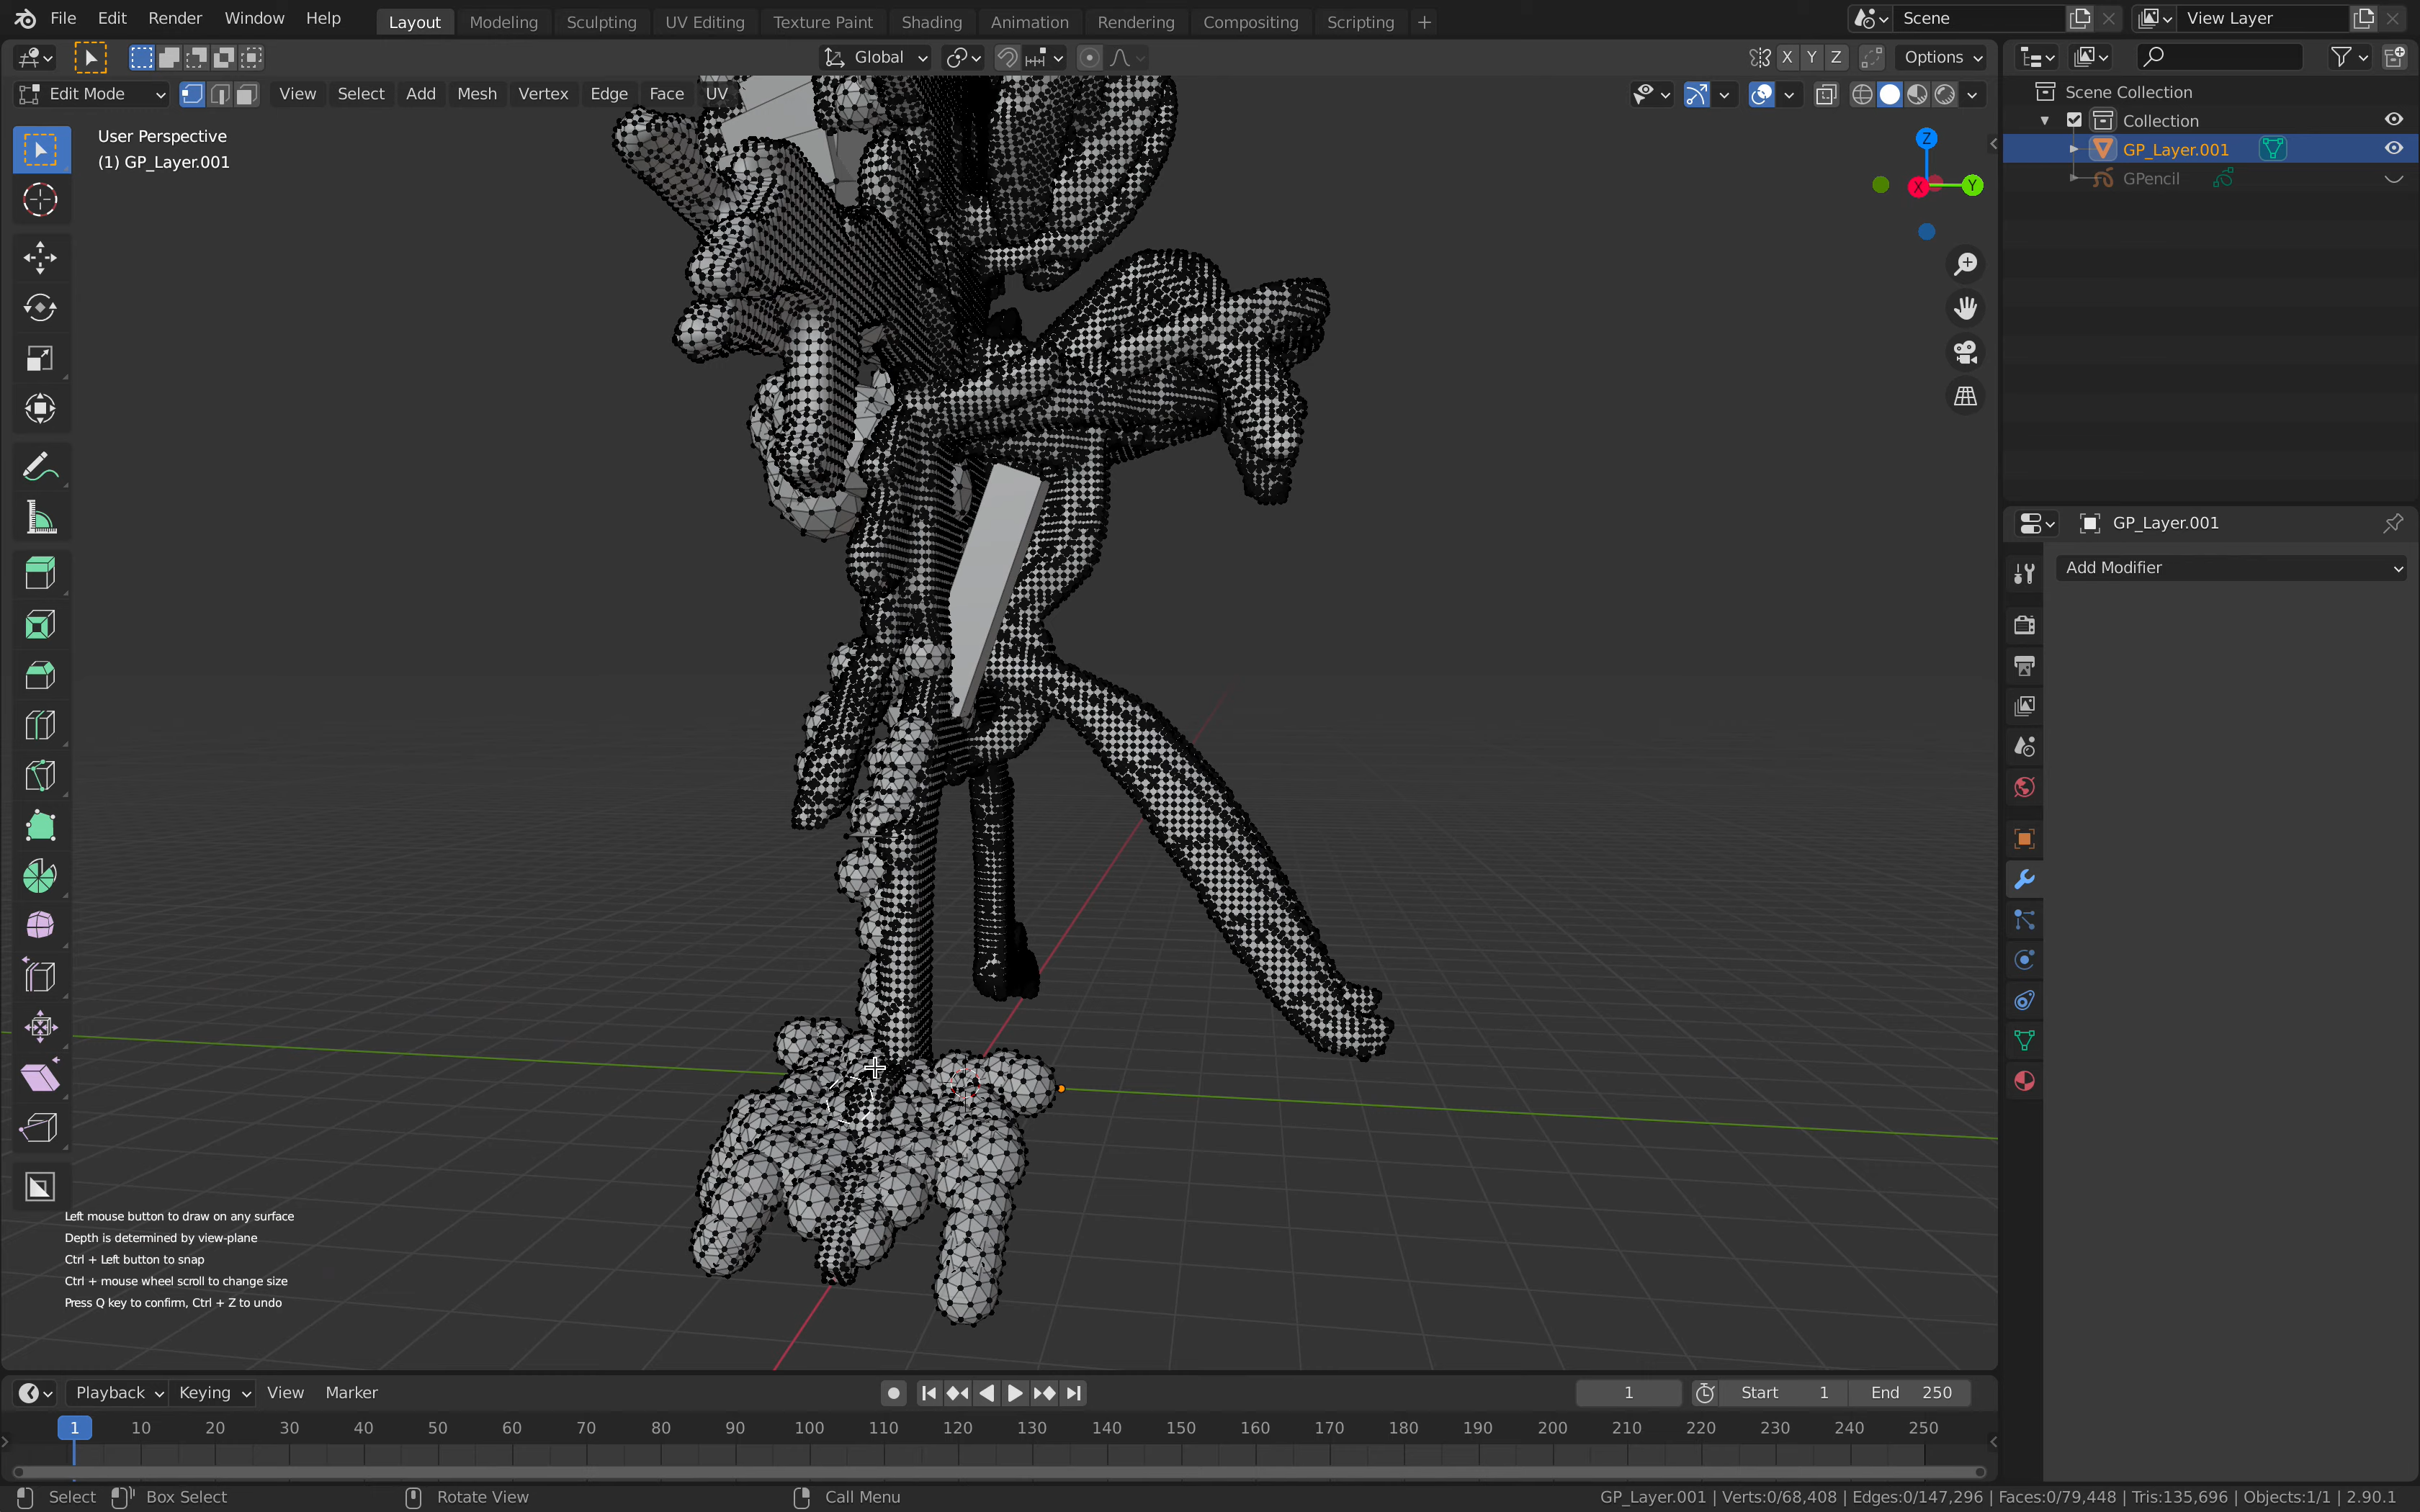 File Edit Render Window Help Layout Modeling Sculpting UV Editing Texture Paint Shading Animation Rendering Compositing Scripting + Scene View Layer
Global X Y Z Options
Edit Mode View Select Add Mesh Vertex Edge Face UV
User Perspective
(1) GP_Layer.001
Z
X Y
Scene Collection
Collection
GP_Layer.001
GPencil
GP_Layer.001
Add Modifier
Left mouse button to draw on any surface
Depth is determined by view-plane
Ctrl + Left button to snap
Ctrl + mouse wheel scroll to change size
Press Q key to confirm, Ctrl + Z to undo
Playback Keying View Marker 1 Start 1 End 250
1 10 20 30 40 50 60 70 80 90 100 110 120 130 140 150 160 170 180 190 200 210 220 230 240 250
Select Box Select Rotate View Call Menu GP_Layer.001 | Verts:0/68,408 | Edges:0/147,296 | Faces:0/79,448 | Tris:135,696 | Objects:1/1 | 2.90.1